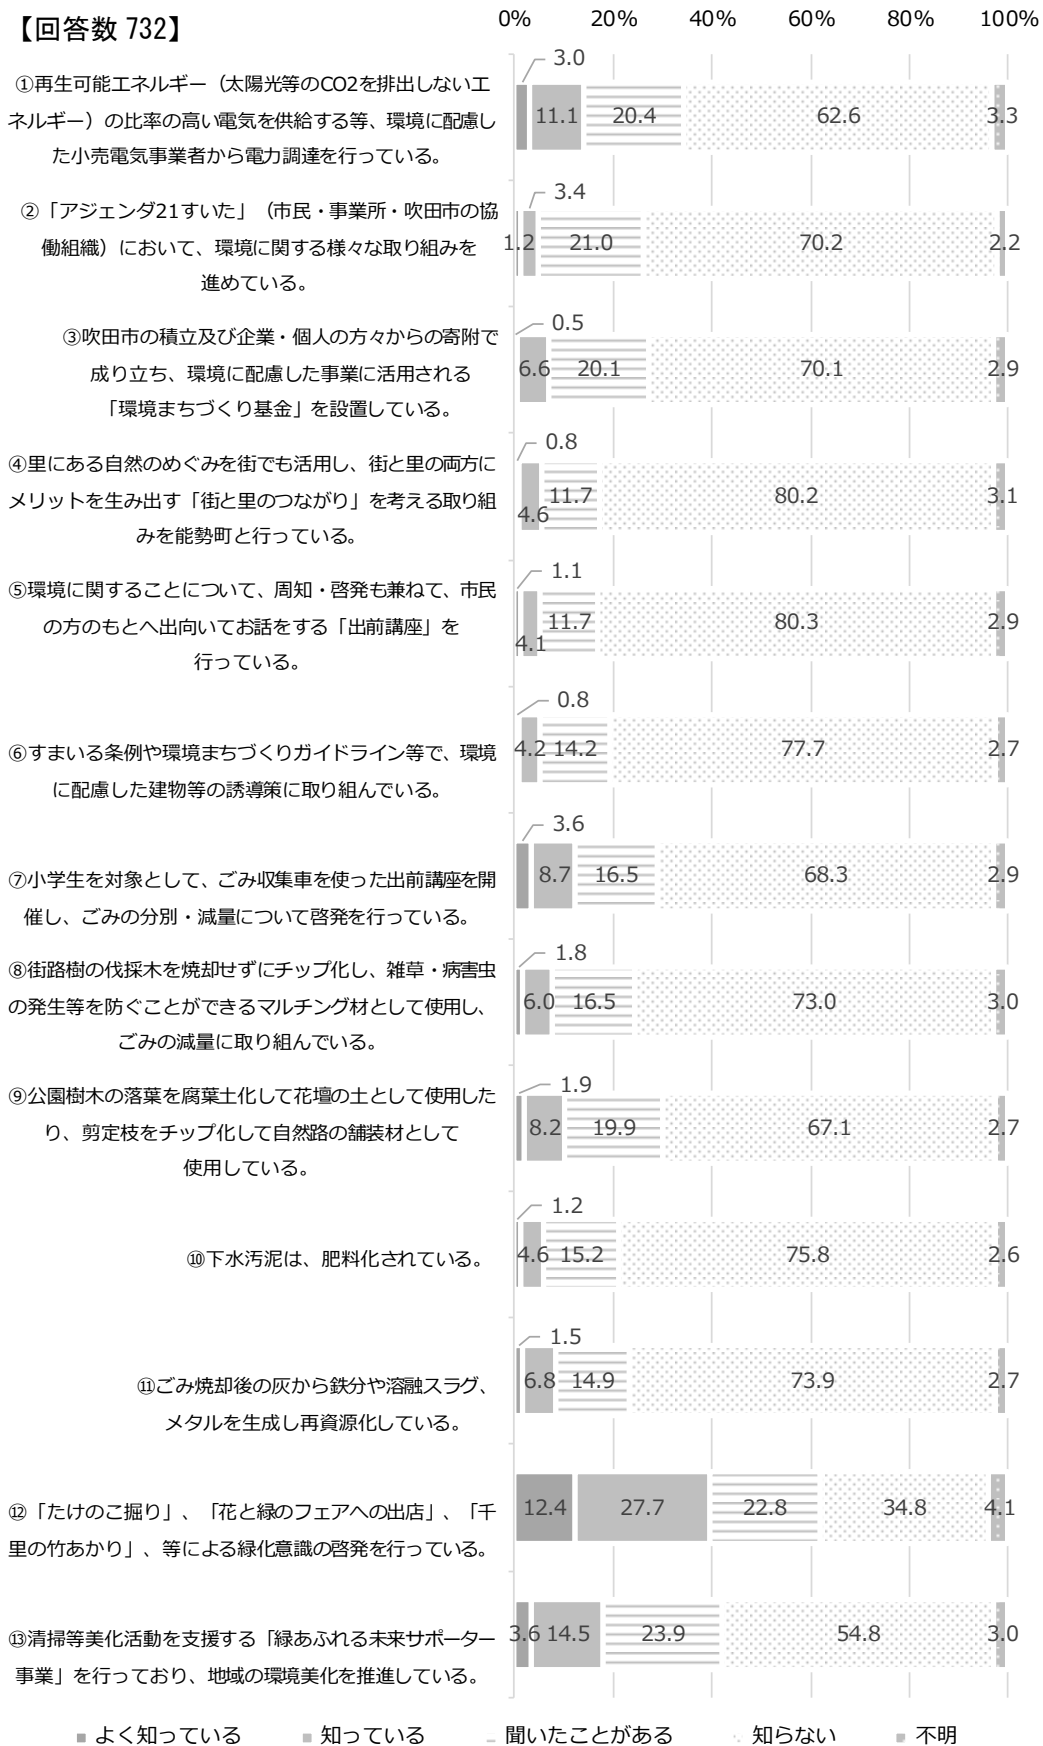 【回答数 732】
0% 20% 40% 60% 80% 100%
3.0
①再生可能エネルギー（太陽光等のCO2を排出しないエ
ネルギー）の比率の高い電気を供給する等、環境に配慮し
た小売電気事業者から電力調達を行っている。
11.1 20.4 62.6 3.3
3.4
②「アジェンダ21すいた」（市民・事業所・吹田市の協
働組織）において、環境に関する様々な取り組みを
進めている。
1.2 21.0 70.2 2.2
0.5
③吹田市の積立及び企業・個人の方々からの寄附で
成り立ち、環境に配慮した事業に活用される
「環境まちづくり基金」を設置している。
6.6 20.1 70.1 2.9
0.8
④里にある自然のめぐみを街でも活用し、街と里の両方に
メリットを生み出す「街と里のつながり」を考える取り組
みを能勢町と行っている。
4.6 11.7 80.2 3.1
1.1
⑤環境に関することについて、周知・啓発も兼ねて、市民
の方のもとへ出向いてお話をする「出前講座」を
行っている。
4.1 11.7 80.3 2.9
0.8
⑥すまいる条例や環境まちづくりガイドライン等で、環境
に配慮した建物等の誘導策に取り組んでいる。
4.2 14.2 77.7 2.7
3.6
⑦小学生を対象として、ごみ収集車を使った出前講座を開
催し、ごみの分別・減量について啓発を行っている。
8.7 16.5 68.3 2.9
1.8
⑧街路樹の伐採木を焼却せずにチップ化し、雑草・病害虫
の発生等を防ぐことができるマルチング材として使用し、
ごみの減量に取り組んでいる。
6.0 16.5 73.0 3.0
1.9
⑨公園樹木の落葉を腐葉土化して花壇の土として使用した
り、剪定枝をチップ化して自然路の舗装材として
使用している。
8.2 19.9 67.1 2.7
1.2
⑩下水汚泥は、肥料化されている。
4.6 15.2 75.8 2.6
1.5
⑪ごみ焼却後の灰から鉄分や溶融スラグ、
メタルを生成し再資源化している。
6.8 14.9 73.9 2.7
⑫「たけのこ掘り」、「花と緑のフェアへの出店」、「千
里の竹あかり」、等による緑化意識の啓発を行っている。
12.4 27.7 22.8 34.8 4.1
⑬清掃等美化活動を支援する「緑あふれる未来サポーター
事業」を行っており、地域の環境美化を推進している。
3.6 14.5 23.9 54.8 3.0
よく知っている 知っている 聞いたことがある 知らない 不明